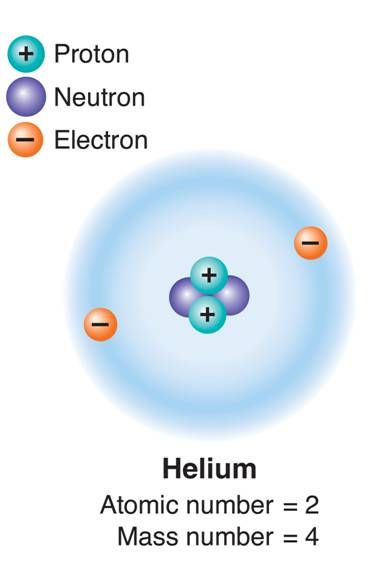 + Proton
Neutron
− Electron
−
+
−
+
Helium
Atomic number = 2
Mass number = 4